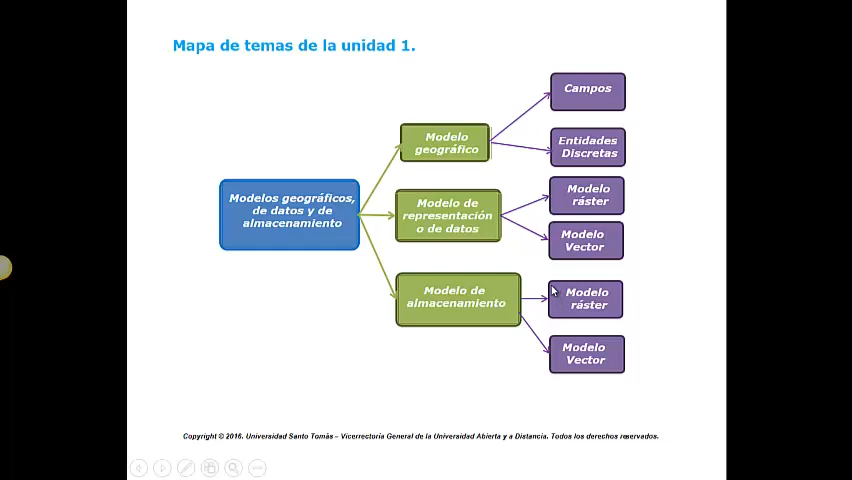 Mapa de temas de la unidad 1.
Modelos geográficos,
de datos y de
almacenamiento
Modelo
geográfico
Campos
Entidades
Discretas
Modelo de
representación
o de datos
Modelo
ráster
Modelo
Vector
Modelo de
almacenamiento
Modelo
ráster
Modelo
Vector
Copyright © 2016. Universidad Santo Tomás – Vicerrectoría General de la Universidad Abierta y a Distancia. Todos los derechos reservados.